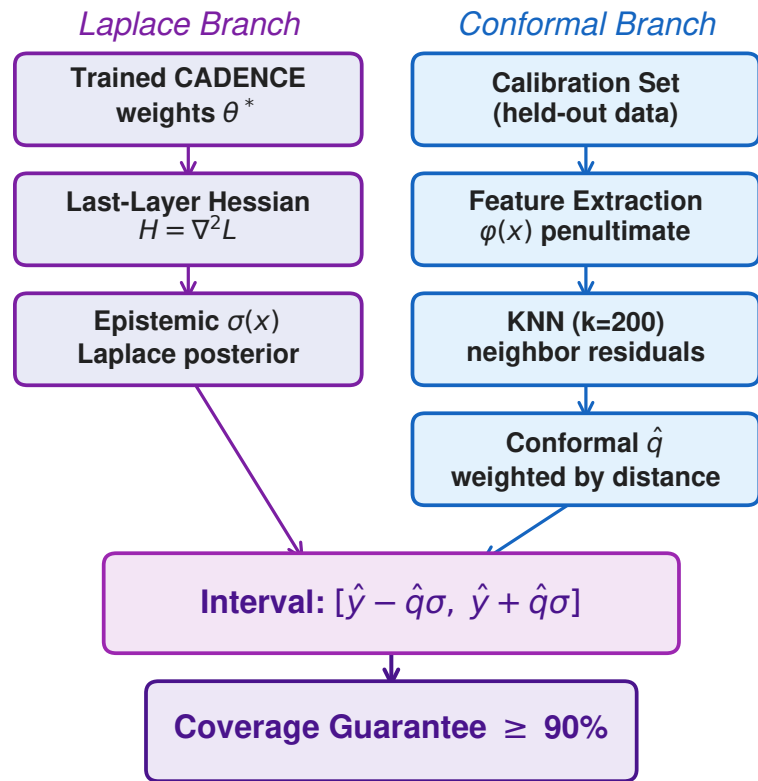 Laplace Branch
Trained CADENCE
weights θ*
Last-Layer Hessian
H = ∇²L
Epistemic σ(x)
Laplace posterior
Conformal Branch
Calibration Set
(held-out data)
Feature Extraction
φ(x) penultimate
KNN (k=200)
neighbor residuals
Conformal q̂
weighted by distance
Interval: [ŷ − q̂σ, ŷ + q̂σ]
Coverage Guarantee ≥ 90%